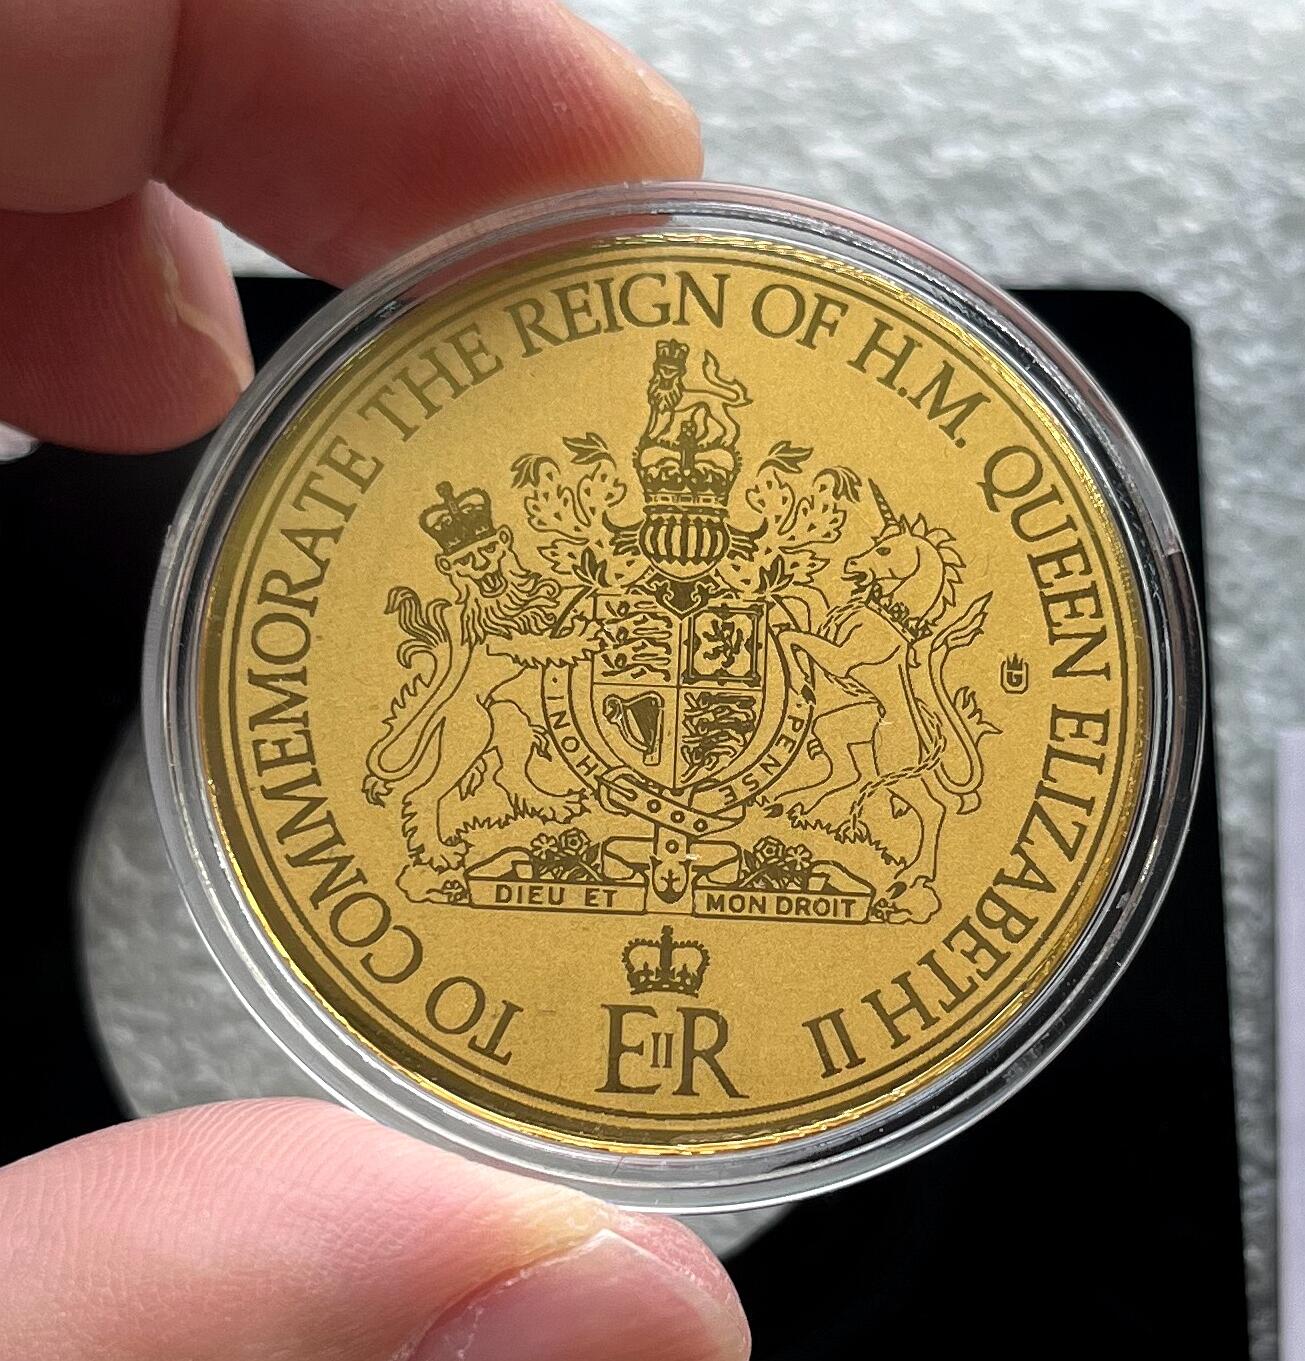 TO COMMEMORATE THE REIGN OF H.M. QUEEN ELIZABETH II
HONI
PENSE
DIEU ET MON DROIT
EIIR